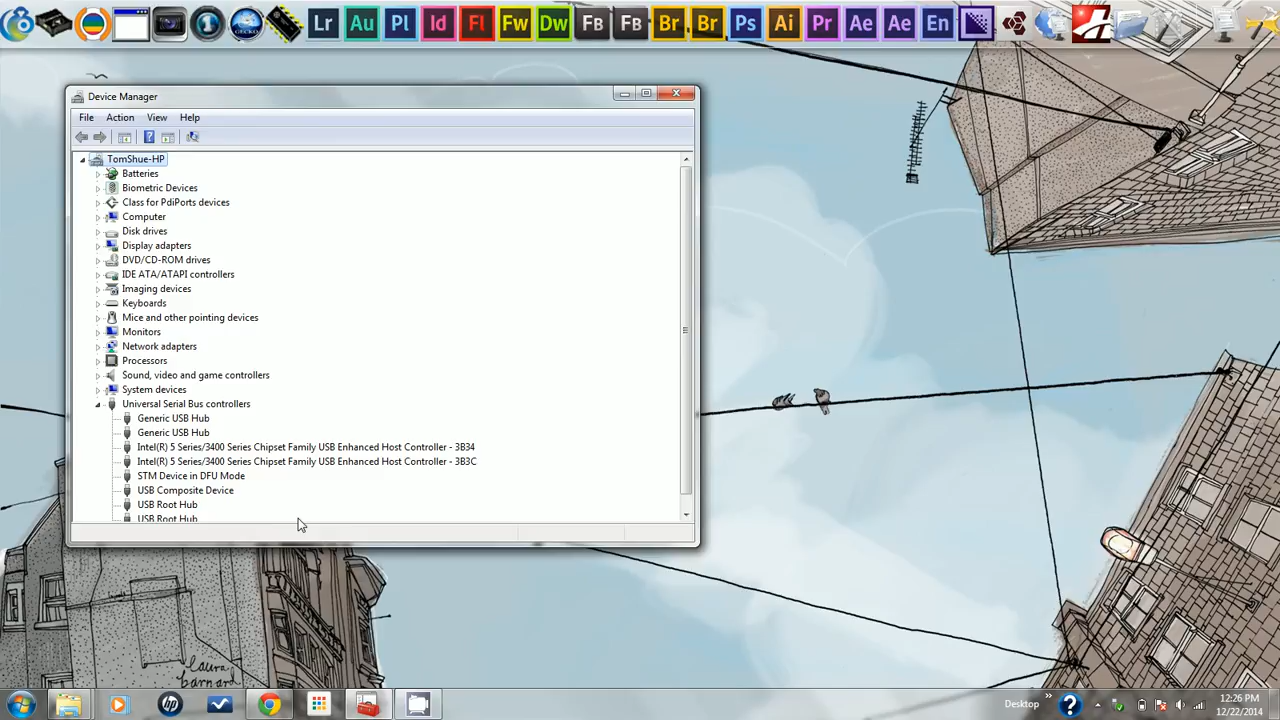 Lr Au Pl Id Fl Fw Dw FB FB Br Br Ps Ai Pr Ae Ae En
Device Manager
File Action View Help
TomShue-HP
Batteries
Biometric Devices
Class for PdiPorts devices
Computer
Disk drives
Display adapters
DVD/CD-ROM drives
IDE ATA/ATAPI controllers
Imaging devices
Keyboards
Mice and other pointing devices
Monitors
Network adapters
Processors
Sound, video and game controllers
System devices
Universal Serial Bus controllers
Generic USB Hub
Generic USB Hub
Intel(R) 5 Series/3400 Series Chipset Family USB Enhanced Host Controller - 3B34
Intel(R) 5 Series/3400 Series Chipset Family USB Enhanced Host Controller - 3B3C
STM Device in DFU Mode
USB Composite Device
USB Root Hub
USB Root Hub
laura
barnard
Desktop
12:26 PM
12/22/2014